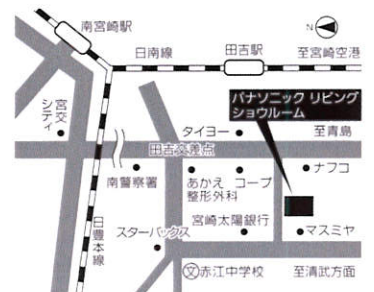 南宮崎駅
N
日南線
田吉駅
至宮崎空港
パナソニック リビング
ショウルーム
宮交
シティ
タイヨー
至青島
田吉交差点
南警察署
あかえ
整形外科
コープ
ナフコ
日豊本線
スターバックス
宮崎太陽銀行
マスミヤ
文赤江中学校
至清武方面